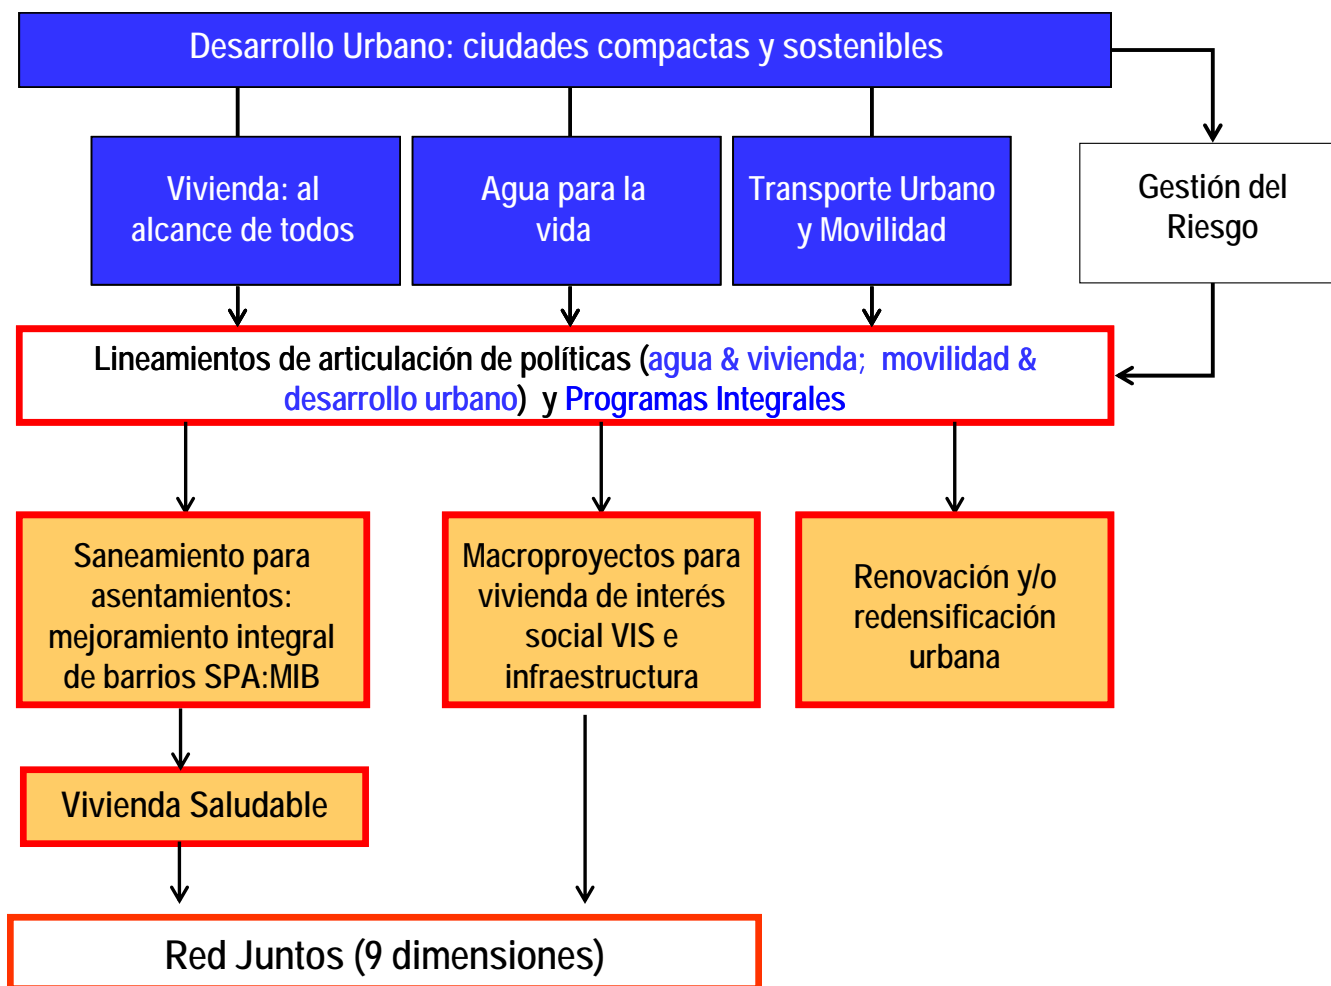 Desarrollo Urbano: ciudades compactas y sostenibles
Vivienda: al
alcance de todos
Agua para la
vida
Transporte Urbano
y Movilidad
Gestión del
Riesgo
Lineamientos de articulación de políticas (agua & vivienda; movilidad &
desarrollo urbano) y Programas Integrales
Saneamiento para
asentamientos:
mejoramiento integral
de barrios SPA:MIB
Macroproyectos para
vivienda de interés
social VIS e
infraestructura
Renovación y/o
redensificación
urbana
Vivienda Saludable
Red Juntos (9 dimensiones)